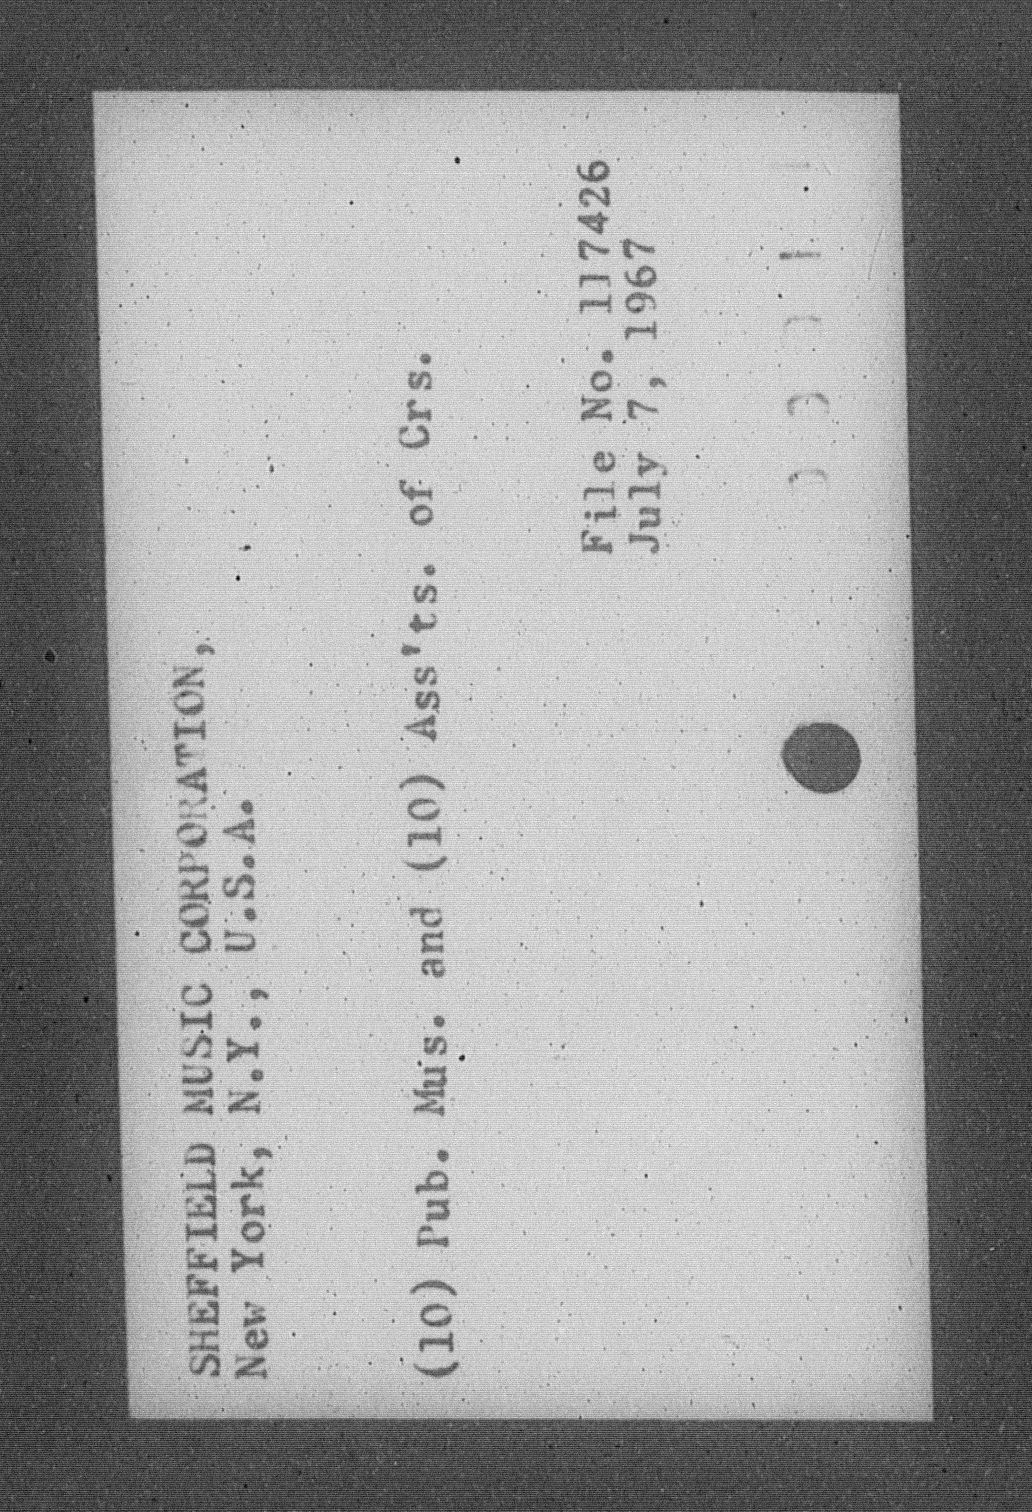 SHEFFIELD MUSIC CORPORATION,
New York, N.Y., U.S.A.
(10) Pub. Mus. and (10) Ass'ts. of Crs.
File No. 117426
July 7, 1967